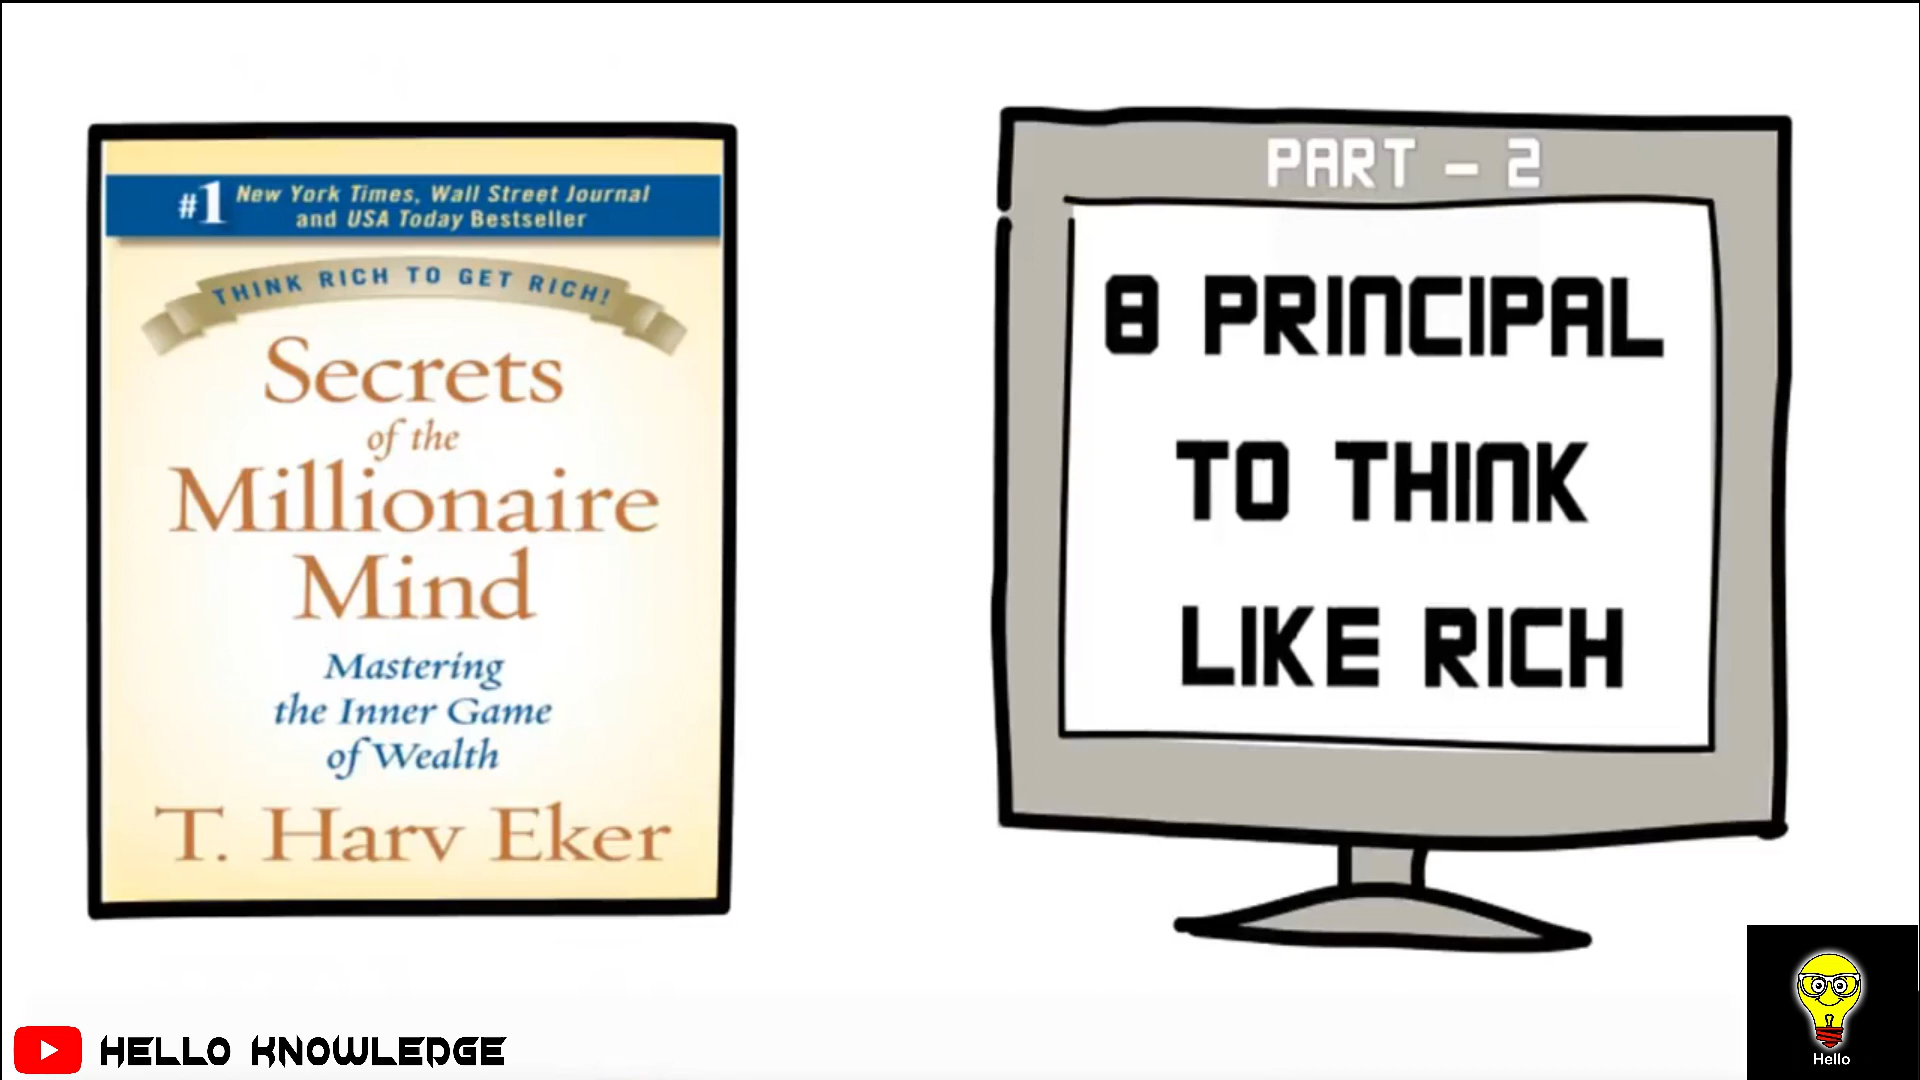 #1 New York Times, Wall Street Journal
and USA Today Bestseller
THINK RICH TO GET RICH!
Secrets
of the
Millionaire
Mind
Mastering
the Inner Game
of Wealth
T. Harv Eker
PART - 2
8 PRINCIPAL
TO THINK
LIKE RICH
HELLO KNOWLEDGE
Hello